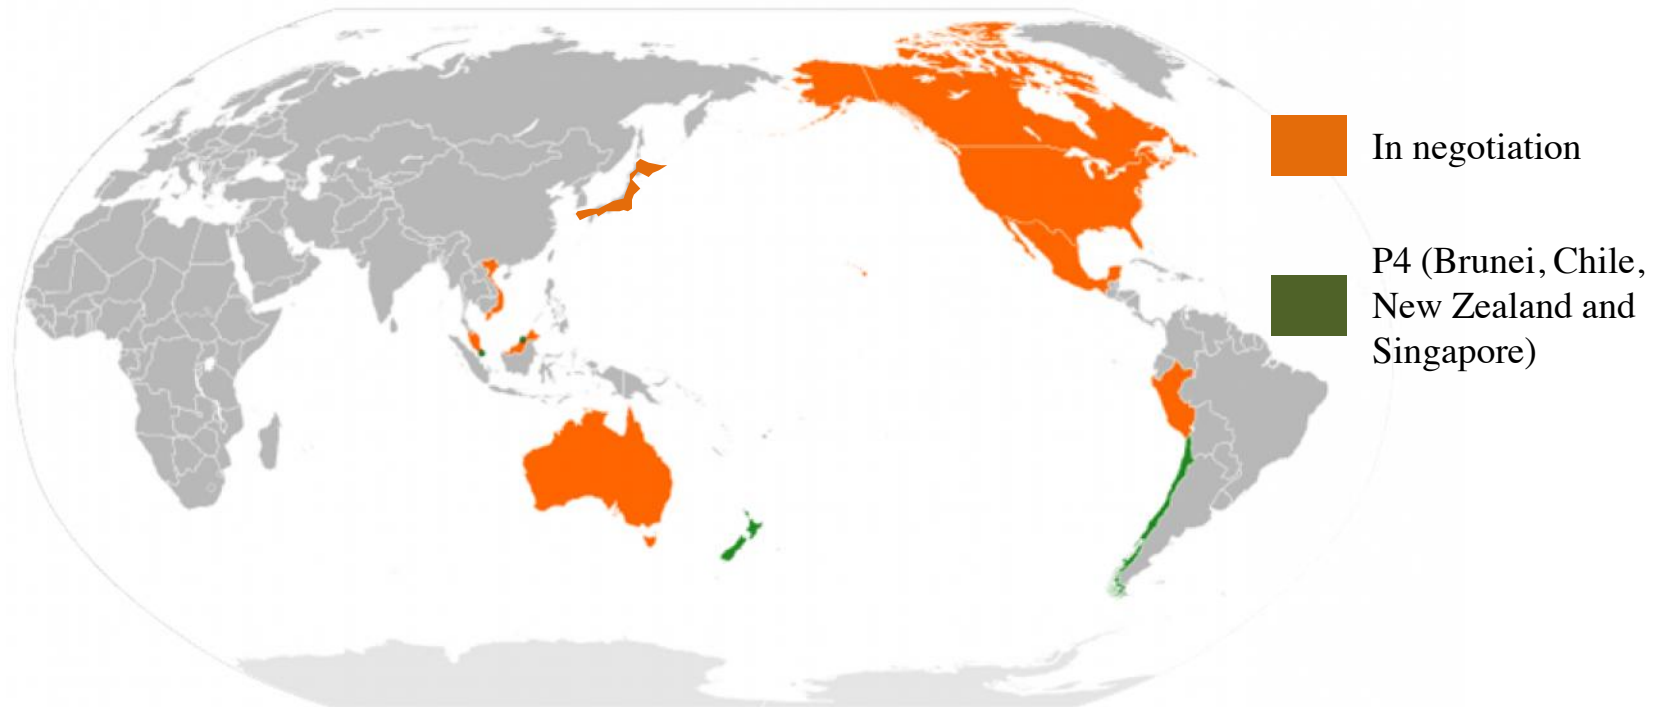 In negotiation
P4 (Brunei, Chile,
New Zealand and
Singapore)